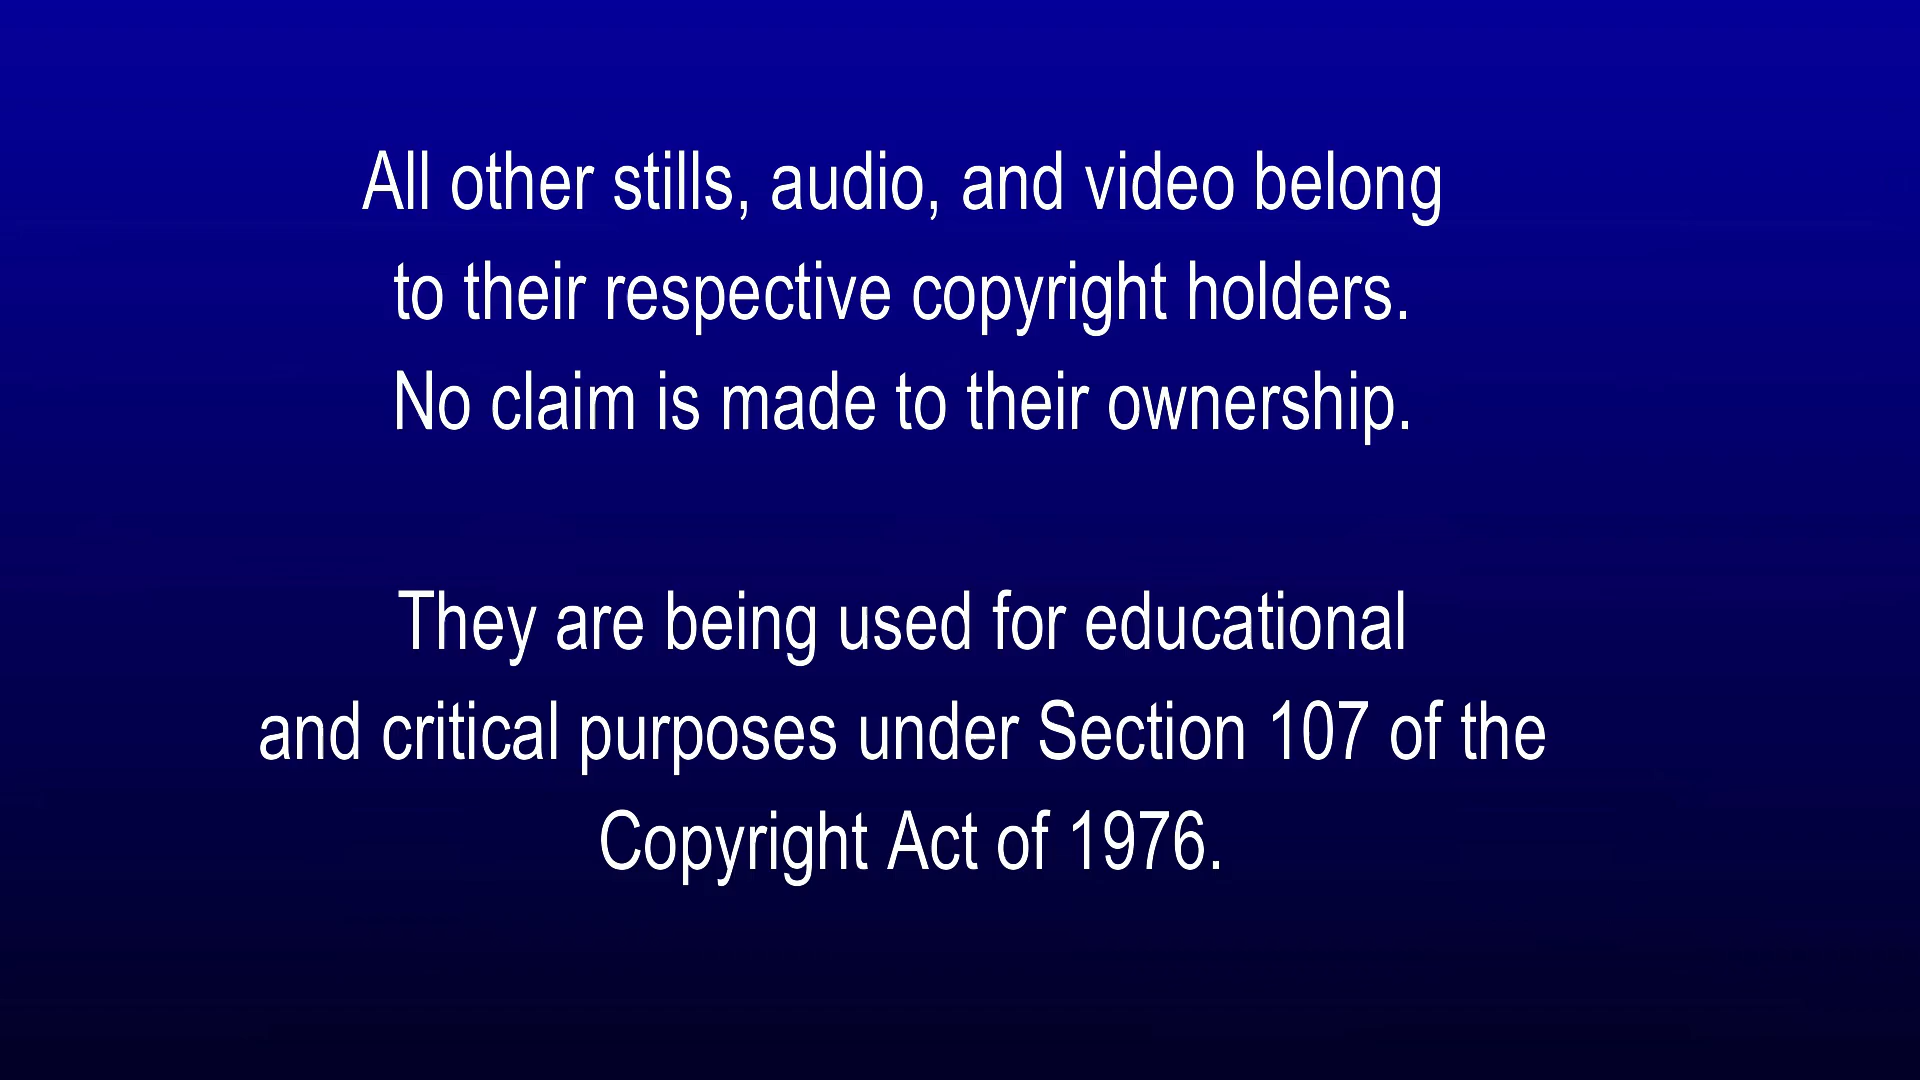 All other stills, audio, and video belong
to their respective copyright holders.
No claim is made to their ownership.
They are being used for educational
and critical purposes under Section 107 of the
Copyright Act of 1976.